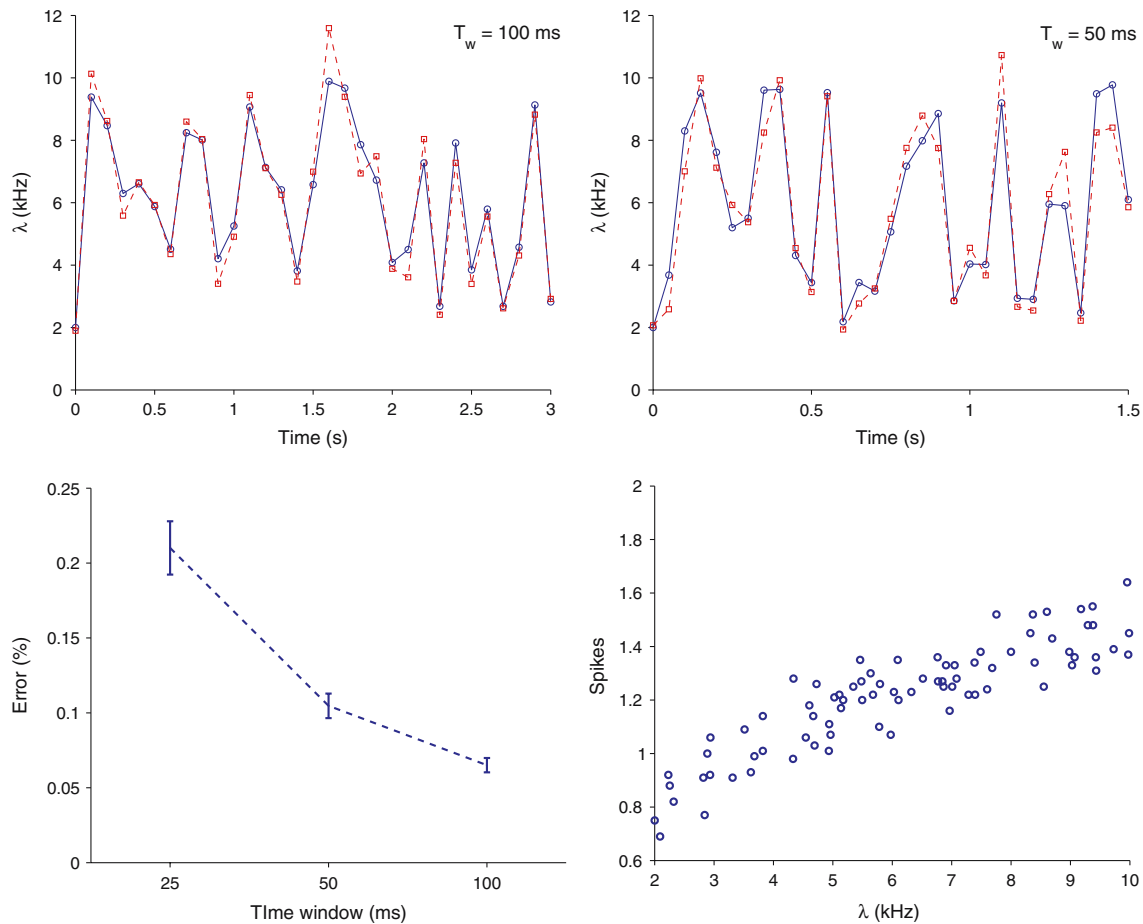 12
10
8
6
4
2
0
λ (kHz)
T_w = 100 ms
0 0.5 1 1.5 2 2.5 3
Time (s)
12
10
8
6
4
2
0
λ (kHz)
T_w = 50 ms
0 0.5 1 1.5
Time (s)
0.25
0.2
0.15
0.1
0.05
0
Error (%)
25 50 100
TIme window (ms)
2
1.8
1.6
1.4
1.2
1
0.8
0.6
Spikes
2 3 4 5 6 7 8 9 10
λ (kHz)